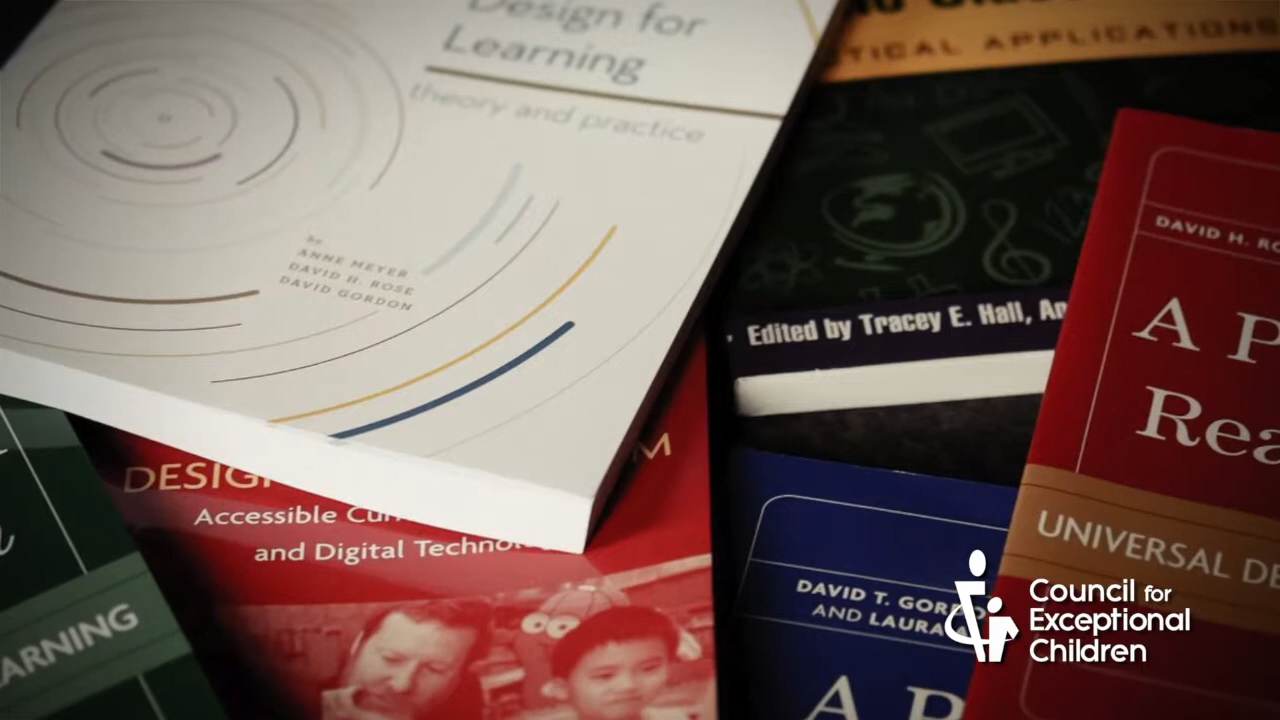 Design for
Learning
theory and practice
by
ANNE MEYER
DAVID H. ROSE
DAVID GORDON
TICAL APPLICATIONS
Edited by Tracey E. Hall, An
DAVID H. RO
A P
Rea
UNIVERSAL DE
DESIG
M
Accessible Cur
and Digital Techno
ARNING
DAVID T. GORDO
AND LAURA
A P
Council for
Exceptional
Children